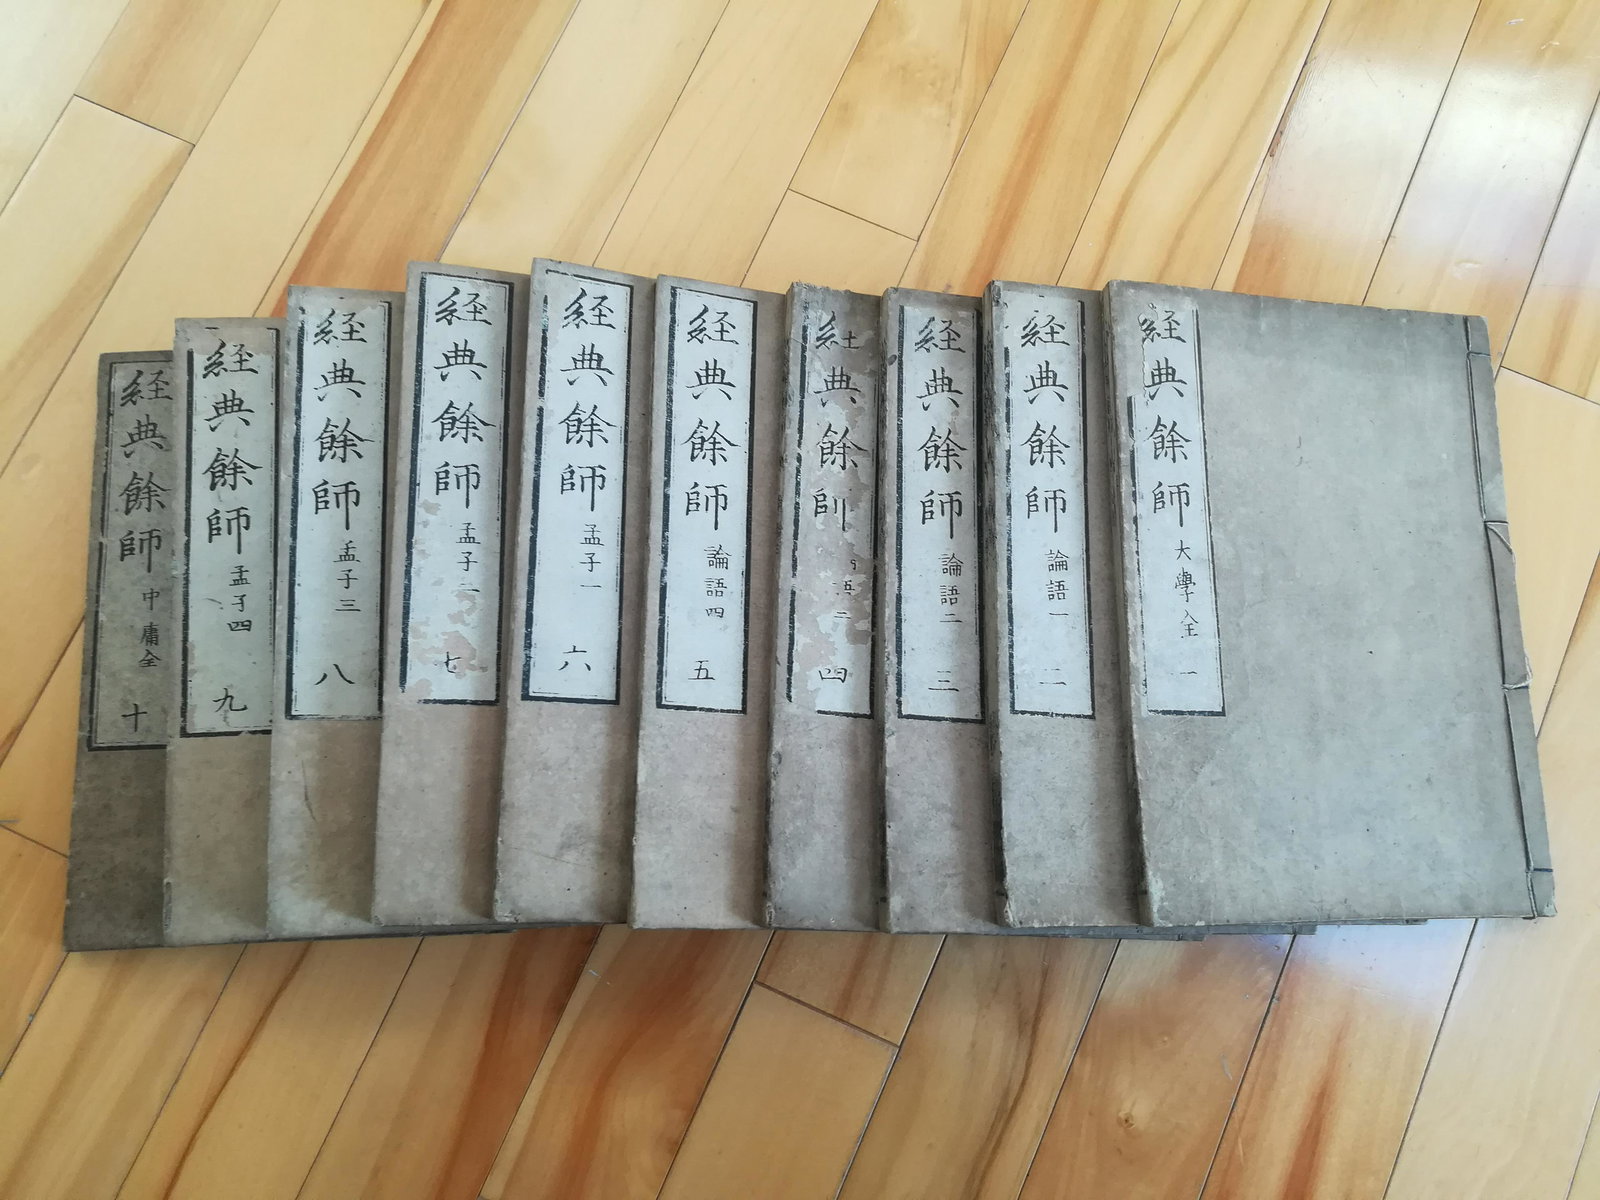 経典餘師 大學全 一
経典餘師 論語一 二
経典餘師 論語二 三
経典餘師 語 四
経典餘師 論語四 五
経典餘師 孟子一 六
経典餘師 孟子二 七
経典餘師 孟子三 八
経典餘師 孟子四 九
経典餘師 中庸全 十